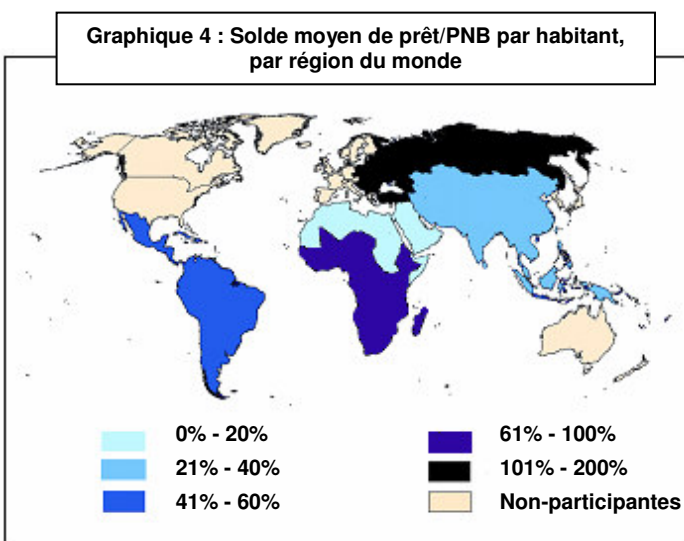 Graphique 4 : Solde moyen de prêt/PNB par habitant,
par région du monde
0% - 20%
21% - 40%
41% - 60%
61% - 100%
101% - 200%
Non-participantes